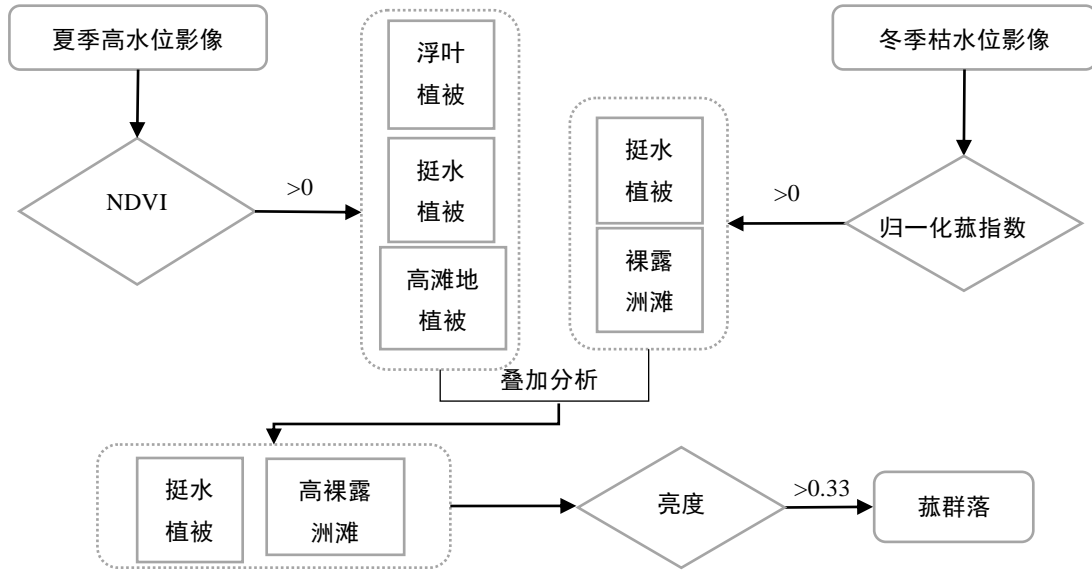 夏季高水位影像
冬季枯水位影像
浮叶
植被
挺水
植被
高滩地
植被
NDVI
>0
挺水
植被
裸露
洲滩
>0
归一化菰指数
叠加分析
挺水
植被
高裸露
洲滩
亮度
>0.33
菰群落